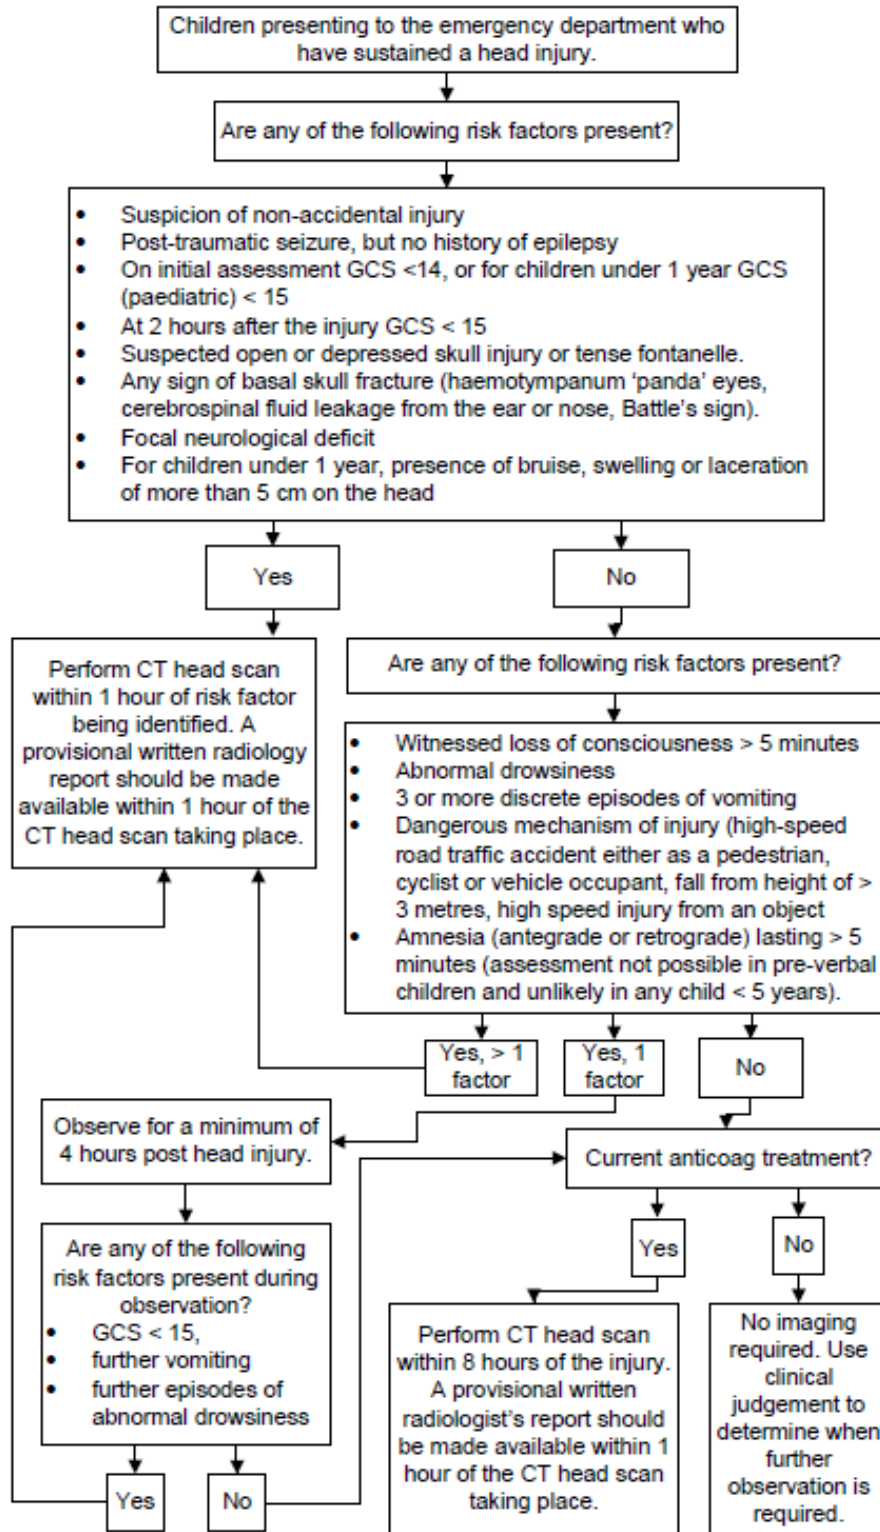 Children presenting to the emergency department who
have sustained a head injury.
Are any of the following risk factors present?
• Suspicion of non-accidental injury
• Post-traumatic seizure, but no history of epilepsy
• On initial assessment GCS <14, or for children under 1 year GCS
(paediatric) < 15
• At 2 hours after the injury GCS < 15
• Suspected open or depressed skull injury or tense fontanelle.
• Any sign of basal skull fracture (haemotympanum ‘panda’ eyes,
cerebrospinal fluid leakage from the ear or nose, Battle’s sign).
• Focal neurological deficit
• For children under 1 year, presence of bruise, swelling or laceration
of more than 5 cm on the head
Yes
No
Perform CT head scan
within 1 hour of risk factor
being identified. A
provisional written radiology
report should be made
available within 1 hour of the
CT head scan taking place.
Are any of the following risk factors present?
• Witnessed loss of consciousness > 5 minutes
• Abnormal drowsiness
• 3 or more discrete episodes of vomiting
• Dangerous mechanism of injury (high-speed
road traffic accident either as a pedestrian,
cyclist or vehicle occupant, fall from height of >
3 metres, high speed injury from an object
• Amnesia (antegrade or retrograde) lasting > 5
minutes (assessment not possible in pre-verbal
children and unlikely in any child < 5 years).
Yes, > 1
factor
Yes, 1
factor
No
Observe for a minimum of
4 hours post head injury.
Current anticoag treatment?
Are any of the following
risk factors present during
observation?
• GCS < 15,
• further vomiting
• further episodes of
abnormal drowsiness
Yes
No
Yes
No
Perform CT head scan
within 8 hours of the injury.
A provisional written
radiologist’s report should
be made available within 1
hour of the CT head scan
taking place.
No imaging
required. Use
clinical
judgement to
determine when
further
observation is
required.